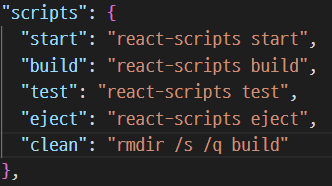 "scripts": {
"start": "react-scripts start",
"build": "react-scripts build",
"test": "react-scripts test",
"eject": "react-scripts eject",
"clean": "rmdir /s /q build"
},